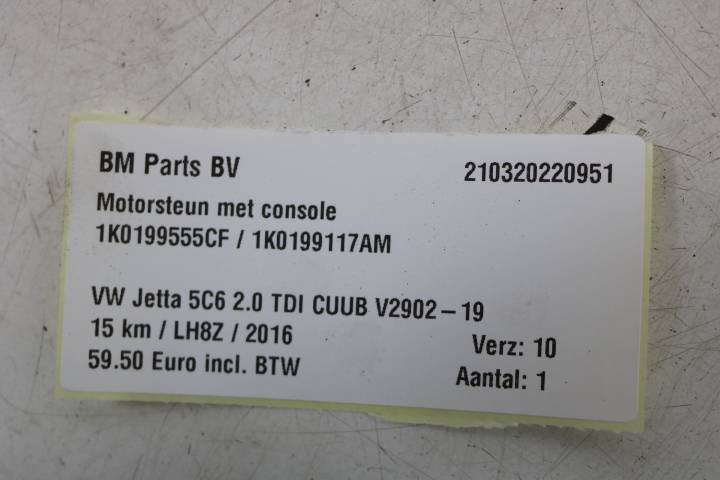 BM Parts BV 210320220951
Motorsteun met console
1K0199555CF / 1K0199117AM
VW Jetta 5C6 2.0 TDI CUUB V2902-19
15 km / LH8Z / 2016 Verz: 10
59.50 Euro incl. BTW Aantal: 1